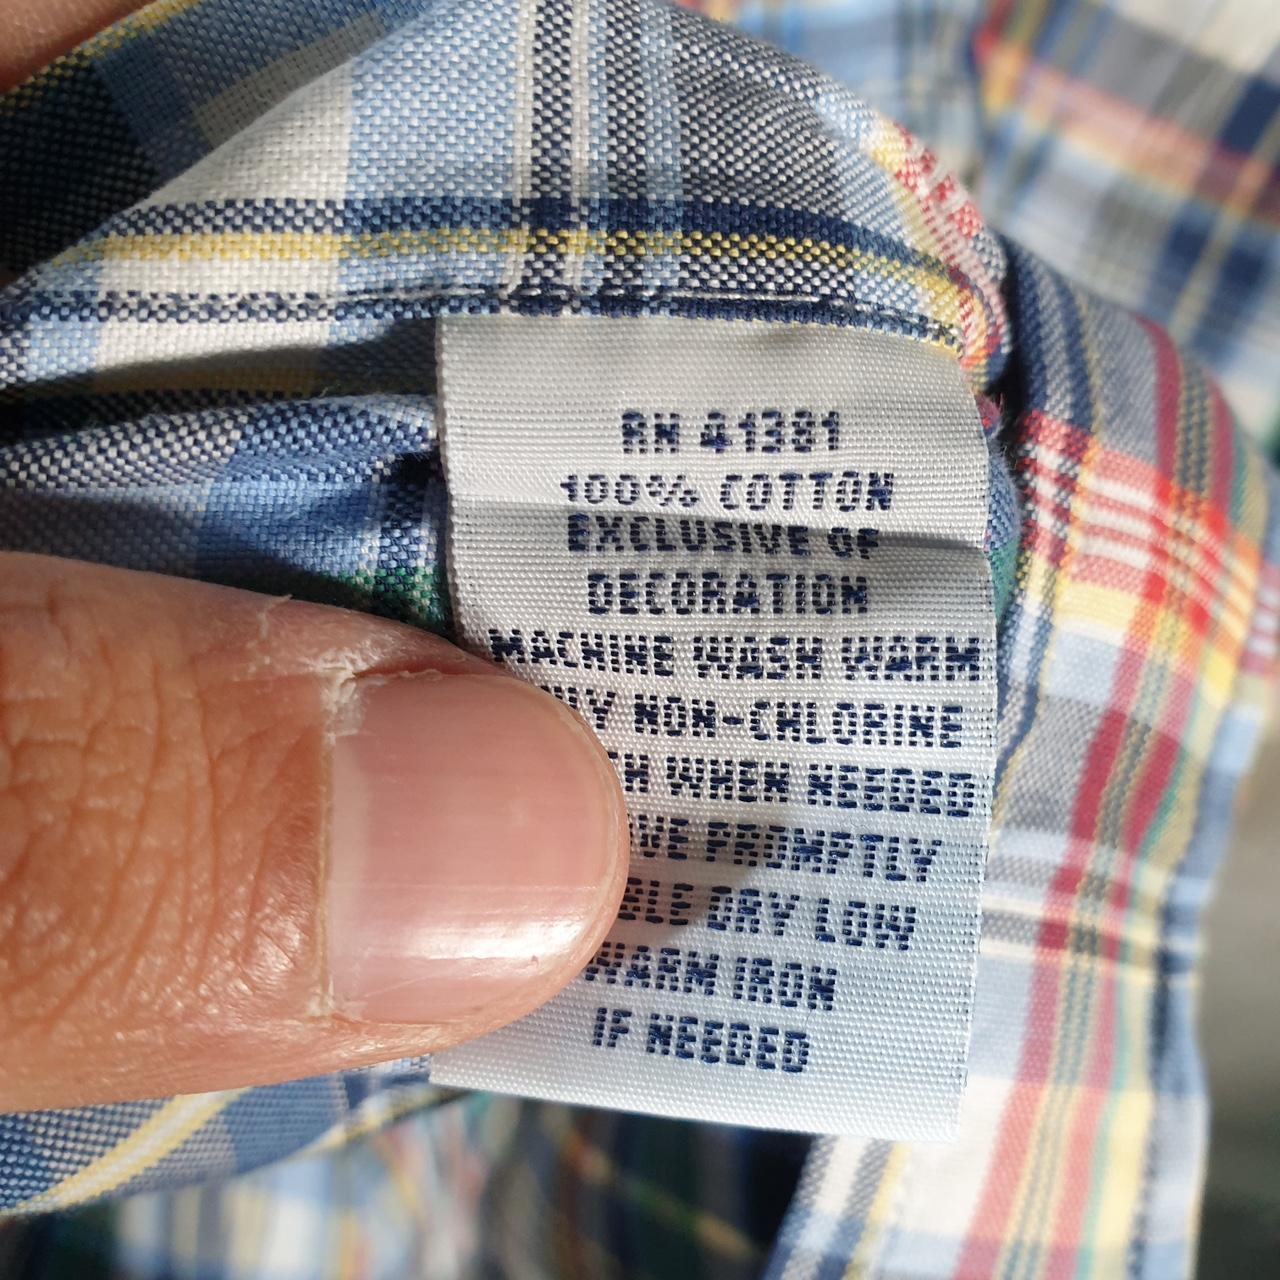 RN 41381
100% COTTON
EXCLUSIVE OF
DECORATION
MACHINE WASH WARM
NON-CHLORINE
WHEN NEEDED
PROMPTLY
DRY LOW
WARM IRON
IF NEEDED